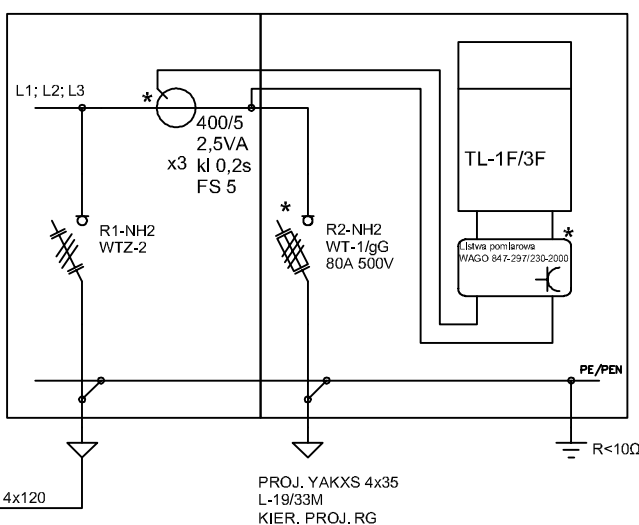 L1; L2; L3
*
400/5
2,5VA
x3 kl 0,2s
FS 5
TL-1F/3F
R1-NH2
WTZ-2
*
R2-NH2
WT-1/gG
80A 500V
*
Listwa pomiarowa
WAGO 847-297/230-2000
PE/PEN
R<10Ω
4x120
PROJ. YAKXS 4x35
L-19/33M
KIER. PROJ. RG